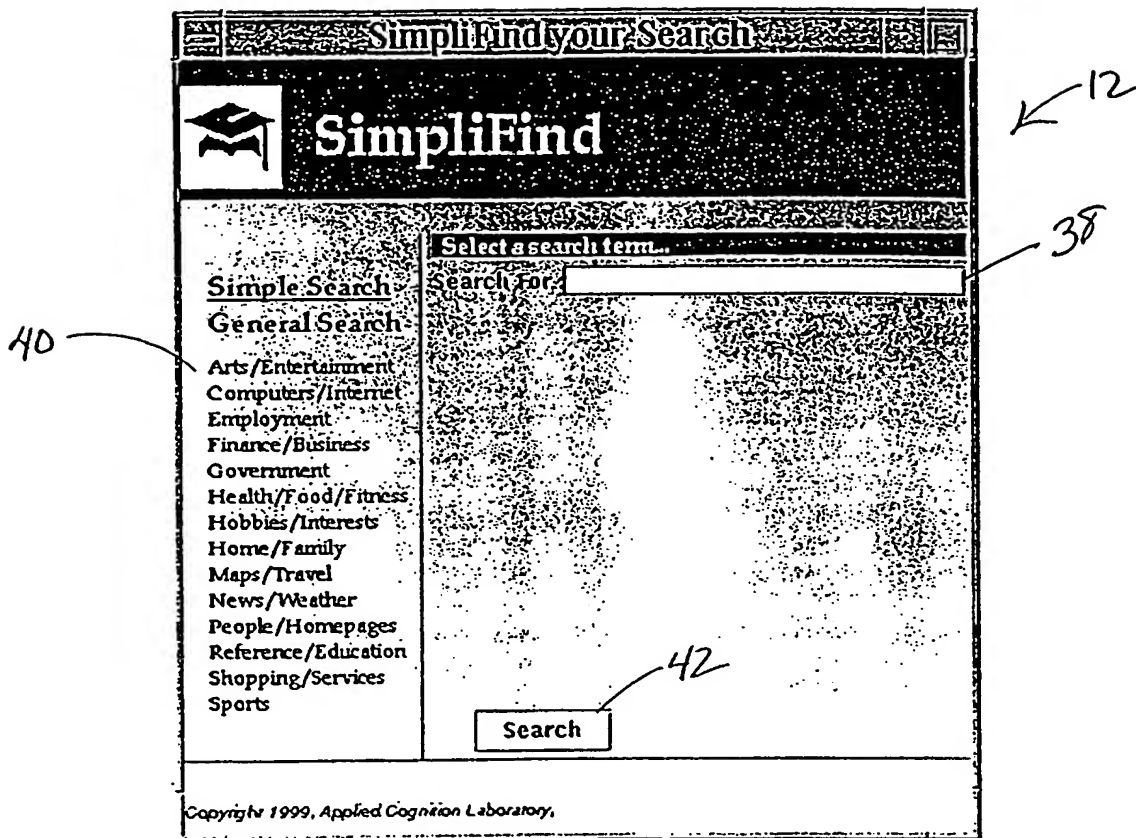 SimpliFind your Search
SimpliFind
12
Select a search term...
Search For:
38
Simple Search
General Search
40
Arts/Entertainment
Computers/Internet
Employment
Finance/Business
Government
Health/Food/Fitness
Hobbies/Interests
Home/Family
Maps/Travel
News/Weather
People/Homepages
Reference/Education
Shopping/Services
Sports
42
Search
Copyright 1999, Applied Cognition Laboratory,